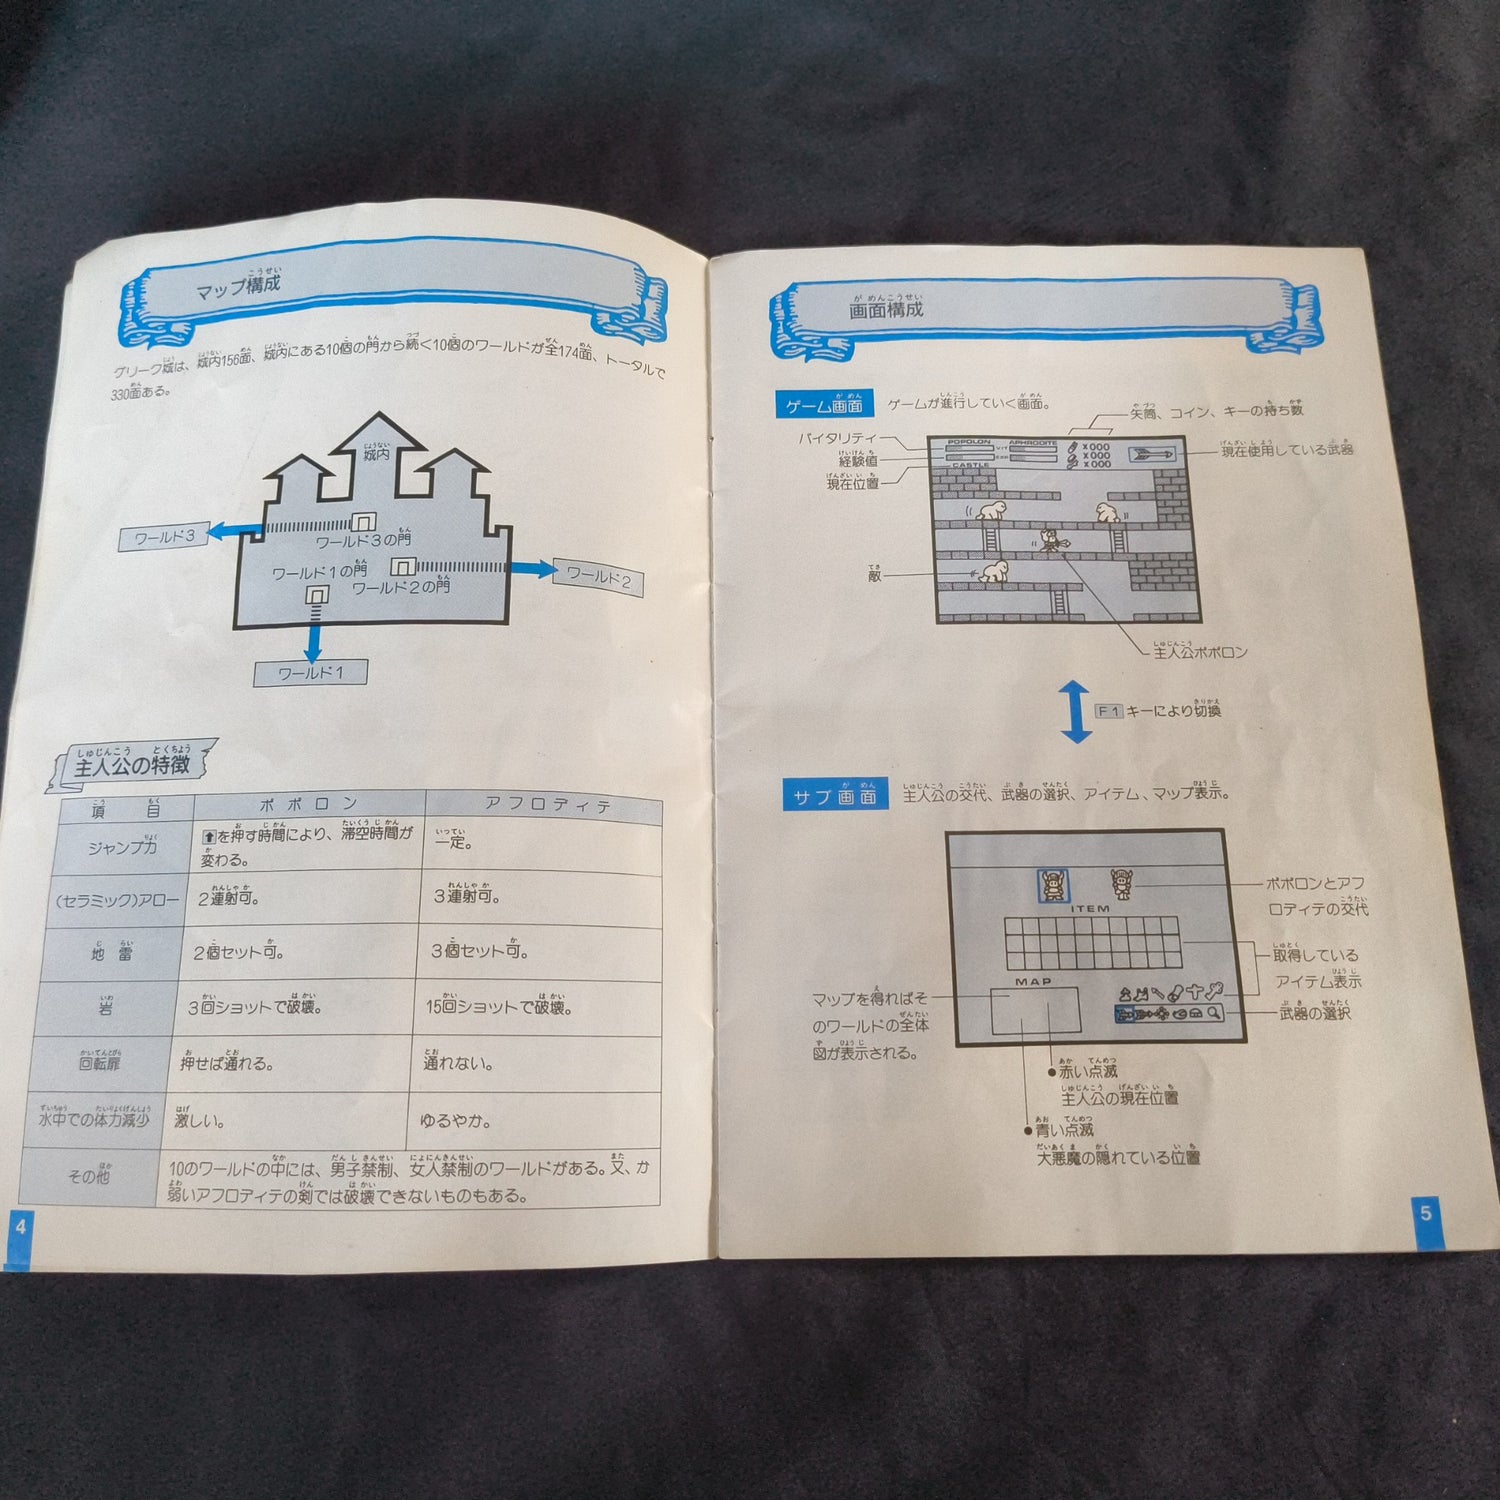 マップ構成
グリーク城は、城内156面、城内にある10個の門から続く10個のワールドが全174面、トータルで
330面ある。
城内
ワールド3
ワールド3の門
ワールド1の門
ワールド2の門
ワールド2
ワールド1
主人公の特徴
項目 ポポロン アフロディテ
ジャンプ力 ⬆を押す時間により、滞空時間が変わる。 一定。
(セラミック)アロー 2連射可。 3連射可。
地雷 2個セット可。 3個セット可。
岩 3回ショットで破壊。 15回ショットで破壊。
回転扉 押せば通れる。 通れない。
水中での体力減少 激しい。 ゆるやか。
その他 10のワールドの中には、男子禁制、女人禁制のワールドがある。又、か
弱いアフロディテの剣では破壊できないものもある。
4
画面構成
ゲーム画面 ゲームが進行していく画面。
矢筒、コイン、キーの持ち数
バイタリティ
経験値
現在位置
現在使用している武器
POPOLON APHRODITE
VIT
EXP
CASTLE
X000
X000
X000
敵
主人公ポポロン
F1キーにより切換
サブ画面 主人公の交代、武器の選択、アイテム、マップ表示。
ITEM
MAP
ポポロンとアフ
ロディテの交代
取得している
アイテム表示
武器の選択
マップを得ればそ
のワールドの全体
図が表示される。
●赤い点滅
主人公の現在位置
●青い点滅
大悪魔の隠れている位置
5